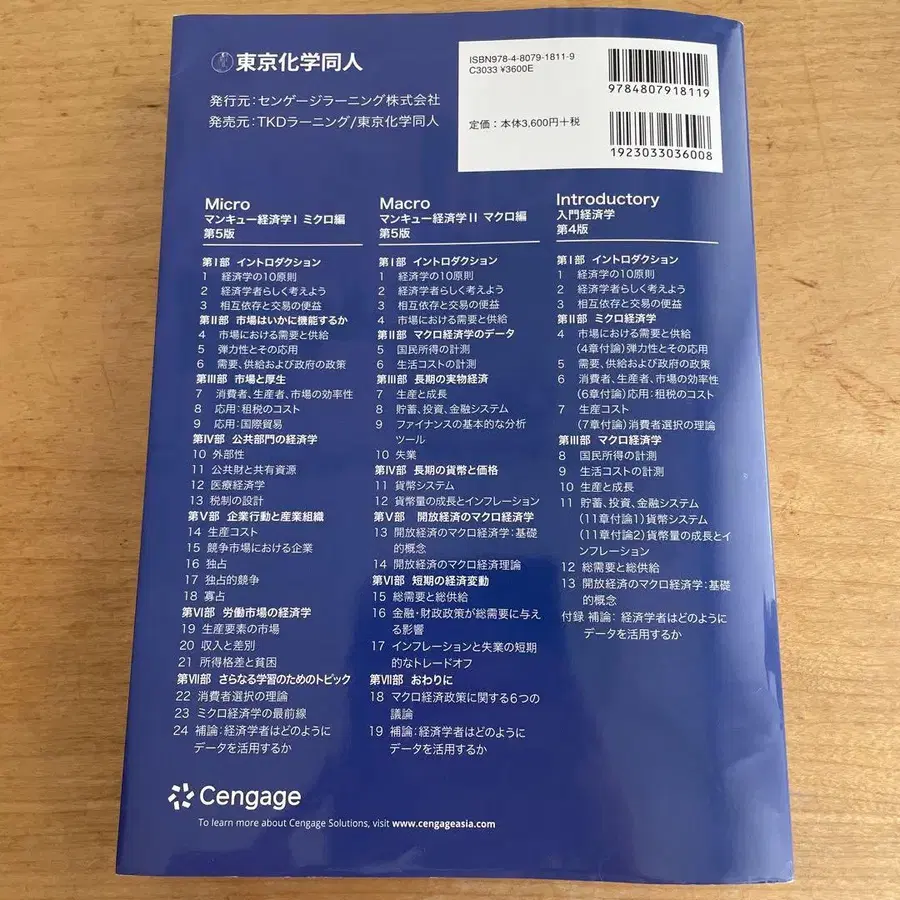 東京化学同人
発行元：センゲージラーニング株式会社
発売元：TKDラーニング/東京化学同人
ISBN978-4-8079-1811-9
C3033 ¥3600E
定価：本体3,600円＋税
9784807918119
1923033036008
Micro
マンキュー経済学Ⅰ ミクロ編
第5版
第Ⅰ部 イントロダクション
1 経済学の10原則
2 経済学者らしく考えよう
3 相互依存と交易の便益
第Ⅱ部 市場はいかに機能するか
4 市場における需要と供給
5 弾力性とその応用
6 需要、供給および政府の政策
第Ⅲ部 市場と厚生
7 消費者、生産者、市場の効率性
8 応用：租税のコスト
9 応用：国際貿易
第Ⅳ部 公共部門の経済学
10 外部性
11 公共財と共有資源
12 医療経済学
13 税制の設計
第Ⅴ部 企業行動と産業組織
14 生産コスト
15 競争市場における企業
16 独占
17 独占的競争
18 寡占
第Ⅵ部 労働市場の経済学
19 生産要素の市場
20 収入と差別
21 所得格差と貧困
第Ⅶ部 さらなる学習のためのトピック
22 消費者選択の理論
23 ミクロ経済学の最前線
24 補論：経済学者はどのように
データを活用するか
Macro
マンキュー経済学Ⅱ マクロ編
第5版
第Ⅰ部 イントロダクション
1 経済学の10原則
2 経済学者らしく考えよう
3 相互依存と交易の便益
4 市場における需要と供給
第Ⅱ部 マクロ経済学のデータ
5 国民所得の計測
6 生活コストの計測
第Ⅲ部 長期の実物経済
7 生産と成長
8 貯蓄、投資、金融システム
9 ファイナンスの基本的な分析
ツール
10 失業
第Ⅳ部 長期の貨幣と価格
11 貨幣システム
12 貨幣量の成長とインフレーション
第Ⅴ部 開放経済のマクロ経済学
13 開放経済のマクロ経済学：基礎
的概念
14 開放経済のマクロ経済理論
第Ⅵ部 短期の経済変動
15 総需要と総供給
16 金融・財政政策が総需要に与え
る影響
17 インフレーションと失業の短期
的なトレードオフ
第Ⅶ部 おわりに
18 マクロ経済政策に関する6つの
議論
19 補論：経済学者はどのように
データを活用するか
Introductory
入門経済学
第4版
第Ⅰ部 イントロダクション
1 経済学の10原則
2 経済学者らしく考えよう
3 相互依存と交易の便益
第Ⅱ部 ミクロ経済学
4 市場における需要と供給
(4章付論)弾力性とその応用
5 需要、供給および政府の政策
6 消費者、生産者、市場の効率性
(6章付論)応用：租税のコスト
7 生産コスト
(7章付論)消費者選択の理論
第Ⅲ部 マクロ経済学
8 国民所得の計測
9 生活コストの計測
10 生産と成長
11 貯蓄、投資、金融システム
(11章付論1)貨幣システム
(11章付論2)貨幣量の成長とイ
ンフレーション
12 総需要と総供給
13 開放経済のマクロ経済学：基礎
的概念
付録 補論： 経済学者はどのように
データを活用するか
Cengage
To learn more about Cengage Solutions, visit www.cengageasia.com